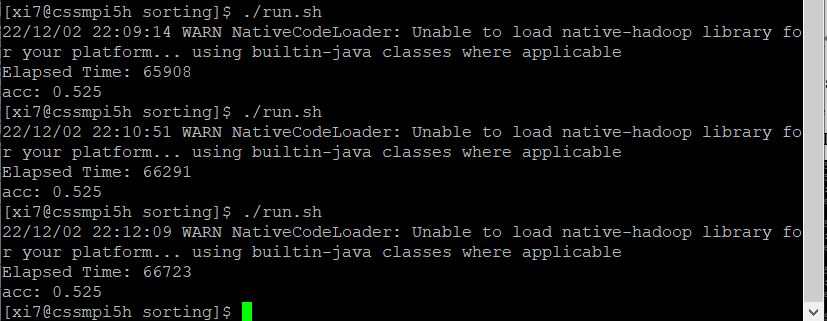 [xi7@cssmpi5h sorting]$ ./run.sh
22/12/02 22:09:14 WARN NativeCodeLoader: Unable to load native-hadoop library fo
r your platform... using builtin-java classes where applicable
Elapsed Time: 65908
acc: 0.525
[xi7@cssmpi5h sorting]$ ./run.sh
22/12/02 22:10:51 WARN NativeCodeLoader: Unable to load native-hadoop library fo
r your platform... using builtin-java classes where applicable
Elapsed Time: 66291
acc: 0.525
[xi7@cssmpi5h sorting]$ ./run.sh
22/12/02 22:12:09 WARN NativeCodeLoader: Unable to load native-hadoop library fo
r your platform... using builtin-java classes where applicable
Elapsed Time: 66723
acc: 0.525
[xi7@cssmpi5h sorting]$